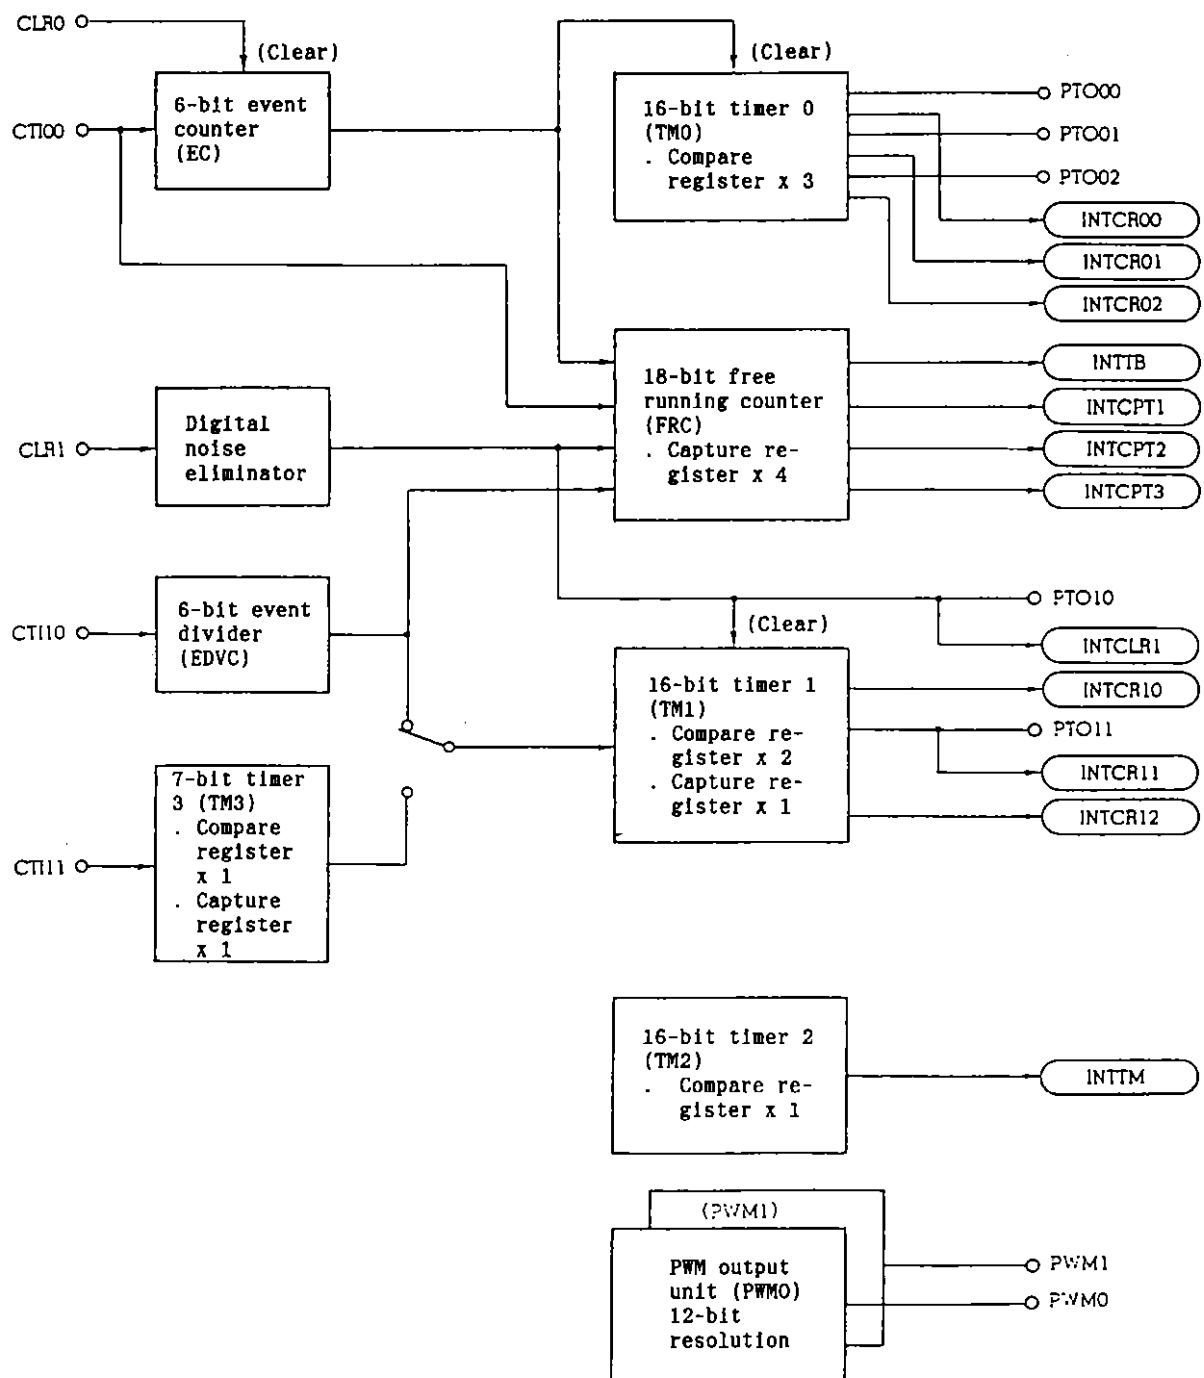 CLR0
(Clear)
6-bit event
counter
(EC)
CTI00
(Clear)
16-bit timer 0
(TM0)
. Compare
register x 3
PTO00
PTO01
PTO02
INTCR00
INTCR01
INTCR02
18-bit free
running counter
(FRC)
. Capture re-
gister x 4
INTTB
INTCPT1
INTCPT2
INTCPT3
CLR1
Digital
noise
eliminator
CTI10
6-bit event
divider
(EDVC)
(Clear)
PTO10
INTCLR1
16-bit timer 1
(TM1)
. Compare re-
gister x 2
. Capture re-
gister x 1
INTCR10
PTO11
INTCR11
INTCR12
CTI11
7-bit timer
3 (TM3)
. Compare
register
x 1
. Capture
register
x 1
16-bit timer 2
(TM2)
. Compare re-
gister x 1
INTTM
(PWM1)
PWM output
unit (PWM0)
12-bit
resolution
PWM1
PWM0